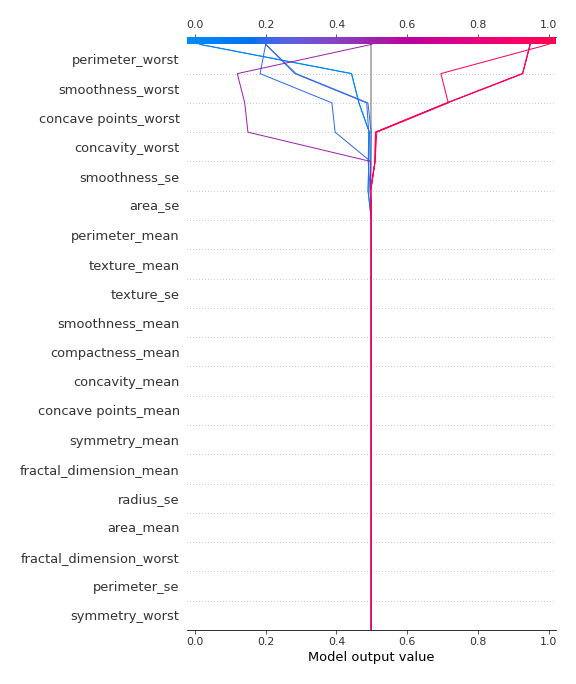 0.0 0.2 0.4 0.6 0.8 1.0
perimeter_worst
smoothness_worst
concave points_worst
concavity_worst
smoothness_se
area_se
perimeter_mean
texture_mean
texture_se
smoothness_mean
compactness_mean
concavity_mean
concave points_mean
symmetry_mean
fractal_dimension_mean
radius_se
area_mean
fractal_dimension_worst
perimeter_se
symmetry_worst
0.0 0.2 0.4 0.6 0.8 1.0
Model output value